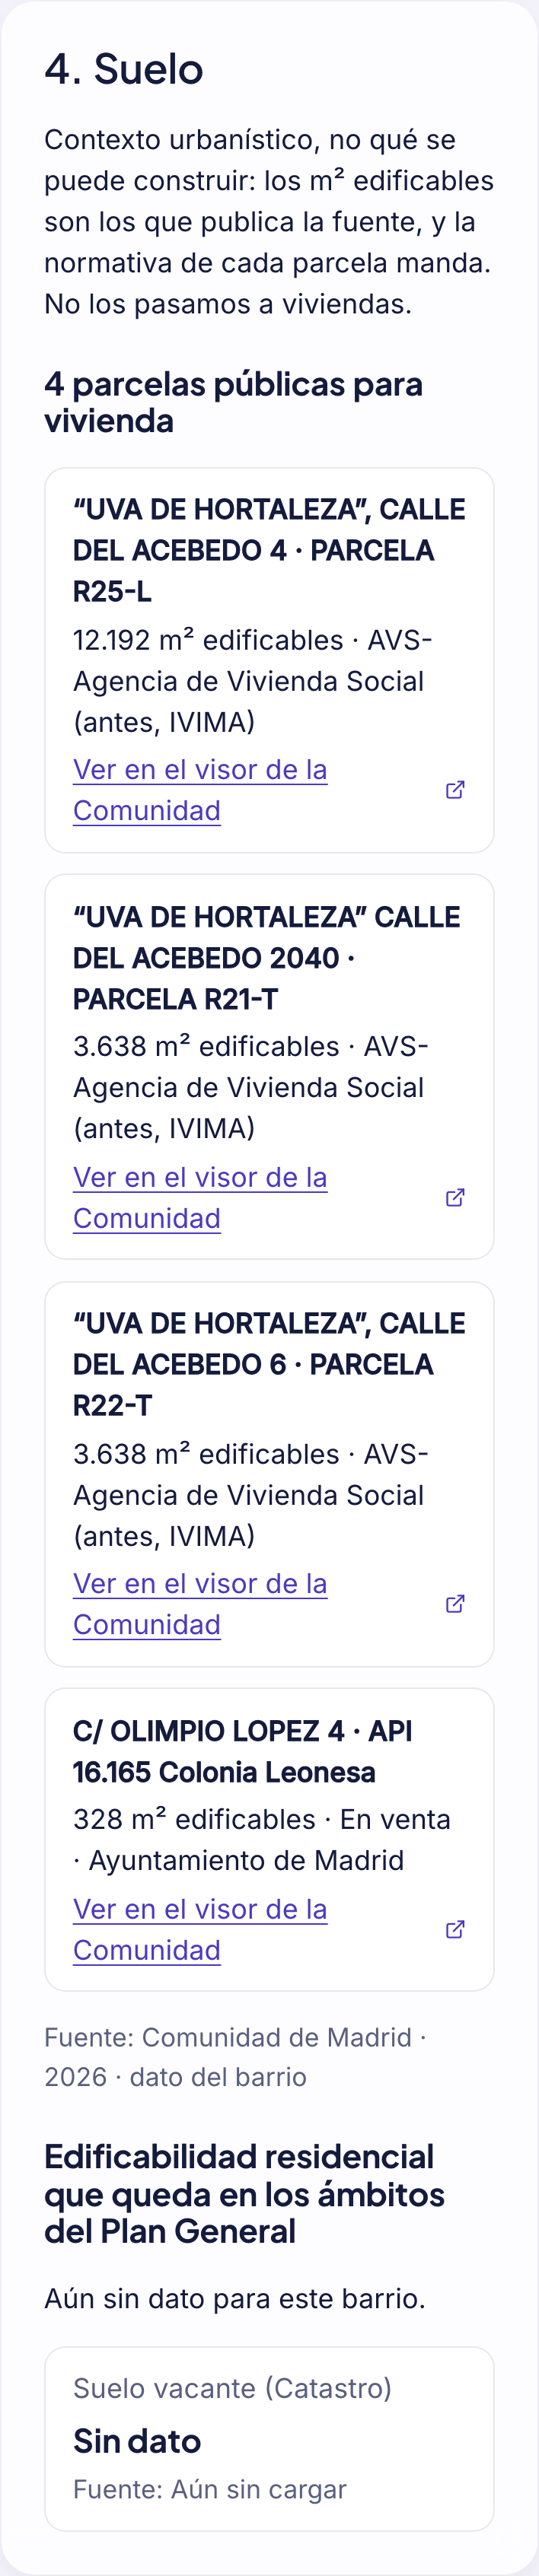 4. Suelo
Contexto urbanístico, no qué se
puede construir: los m² edificables
son los que publica la fuente, y la
normativa de cada parcela manda.
No los pasamos a viviendas.
4 parcelas públicas para
vivienda
“UVA DE HORTALEZA”, CALLE
DEL ACEBEDO 4 · PARCELA
R25-L
12.192 m² edificables · AVS-
Agencia de Vivienda Social
(antes, IVIMA)
Ver en el visor de la
Comunidad
“UVA DE HORTALEZA” CALLE
DEL ACEBEDO 2040 ·
PARCELA R21-T
3.638 m² edificables · AVS-
Agencia de Vivienda Social
(antes, IVIMA)
Ver en el visor de la
Comunidad
“UVA DE HORTALEZA”, CALLE
DEL ACEBEDO 6 · PARCELA
R22-T
3.638 m² edificables · AVS-
Agencia de Vivienda Social
(antes, IVIMA)
Ver en el visor de la
Comunidad
C/ OLIMPIO LOPEZ 4 · API
16.165 Colonia Leonesa
328 m² edificables · En venta
· Ayuntamiento de Madrid
Ver en el visor de la
Comunidad
Fuente: Comunidad de Madrid ·
2026 · dato del barrio
Edificabilidad residencial
que queda en los ámbitos
del Plan General
Aún sin dato para este barrio.
Suelo vacante (Catastro)
Sin dato
Fuente: Aún sin cargar